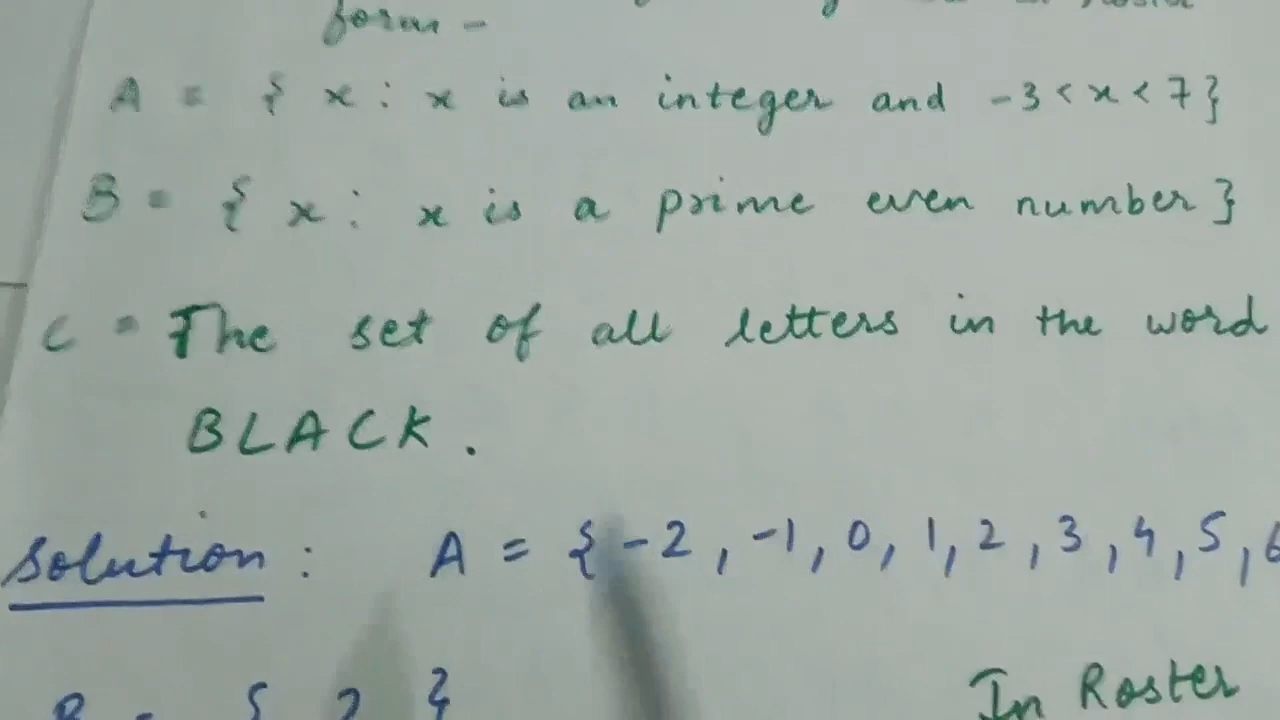 form -
A = { x : x is an integer and -3 < x < 7 }
B = { x : x is a prime even number }
C = The set of all letters in the word
BLACK .
Solution : A = { -2 , -1 , 0 , 1 , 2 , 3 , 4 , 5 , 6
B = { 2 }
In Roster